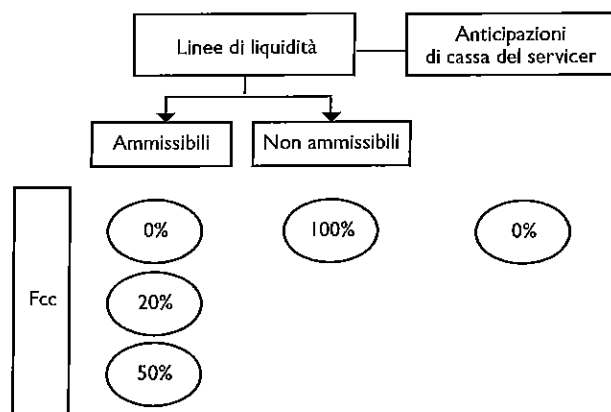 Linee di liquidità
Anticipazioni
di cassa del servicer
Ammissibili
Non ammissibili
Fcc
0%
100%
0%
20%
50%